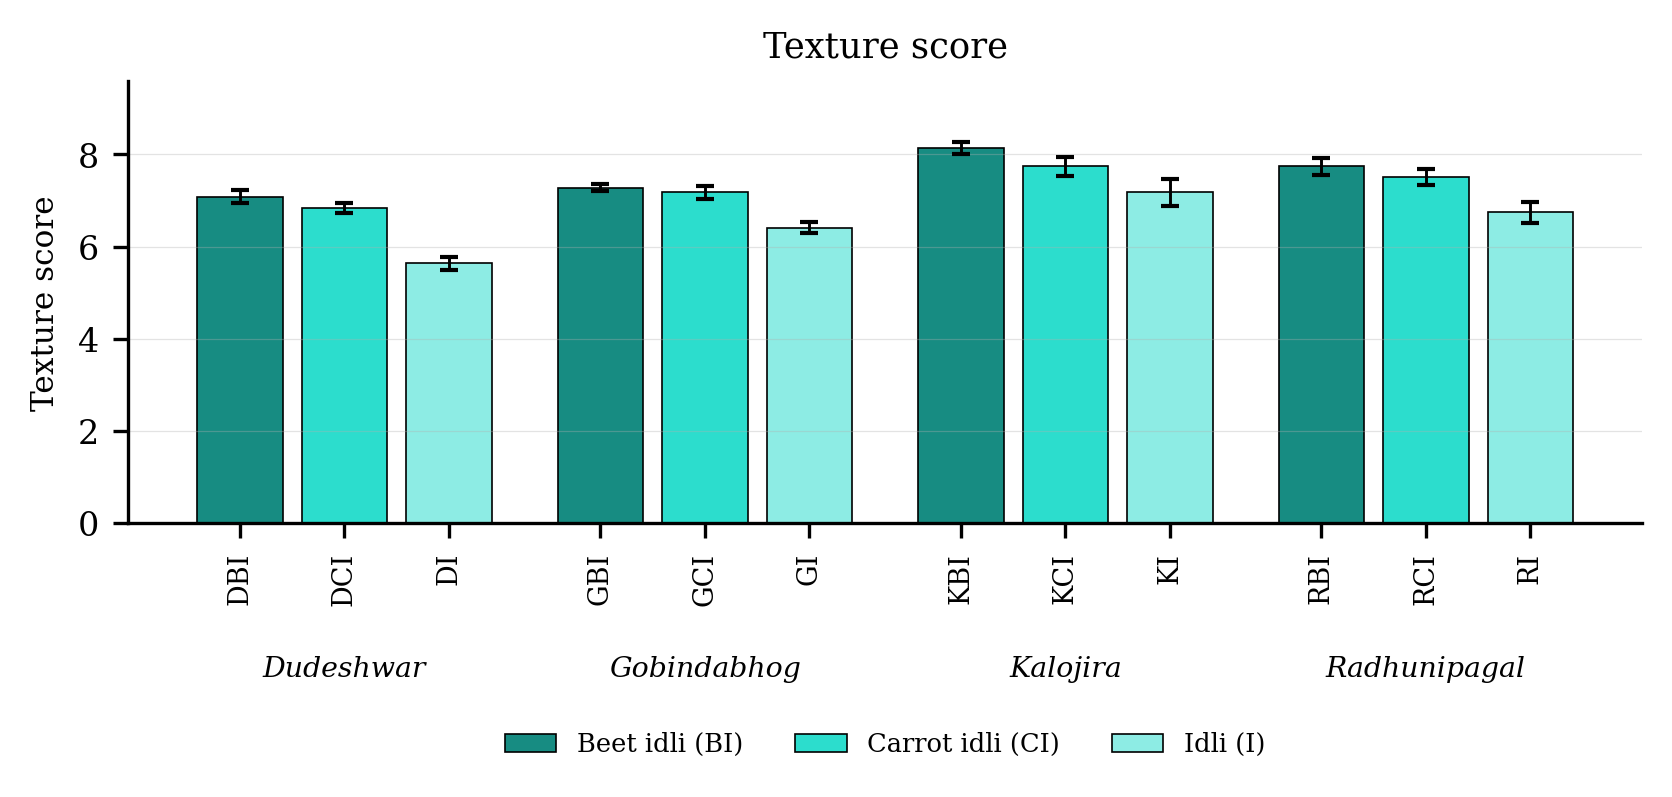 Texture score
Texture score
8
6
4
2
0
DBI
DCI
DI
GBI
GCI
GI
KBI
KCI
KI
RBI
RCI
RI
Dudeshwar
Gobindabhog
Kalojira
Radhunipagal
Beet idli (BI)
Carrot idli (CI)
Idli (I)